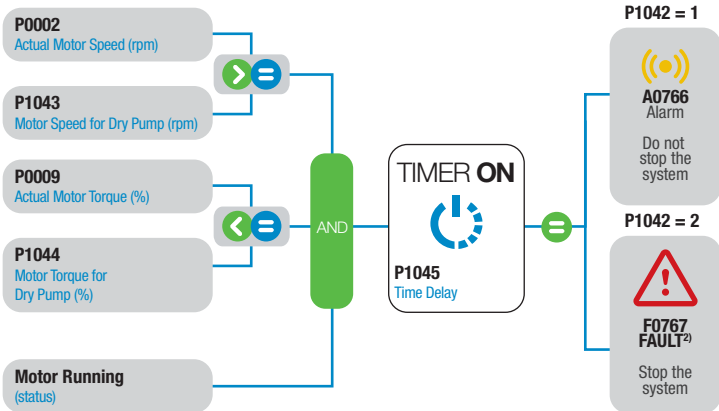 P0002
Actual Motor Speed (rpm)
P1043
Motor Speed for Dry Pump (rpm)
P0009
Actual Motor Torque (%)
P1044
Motor Torque for
Dry Pump (%)
Motor Running
(status)
> =
< =
AND
TIMER ON
P1045
Time Delay
=
P1042 = 1
A0766
Alarm
Do not
stop the
system
P1042 = 2
!
F0767
FAULT2)
Stop the
system